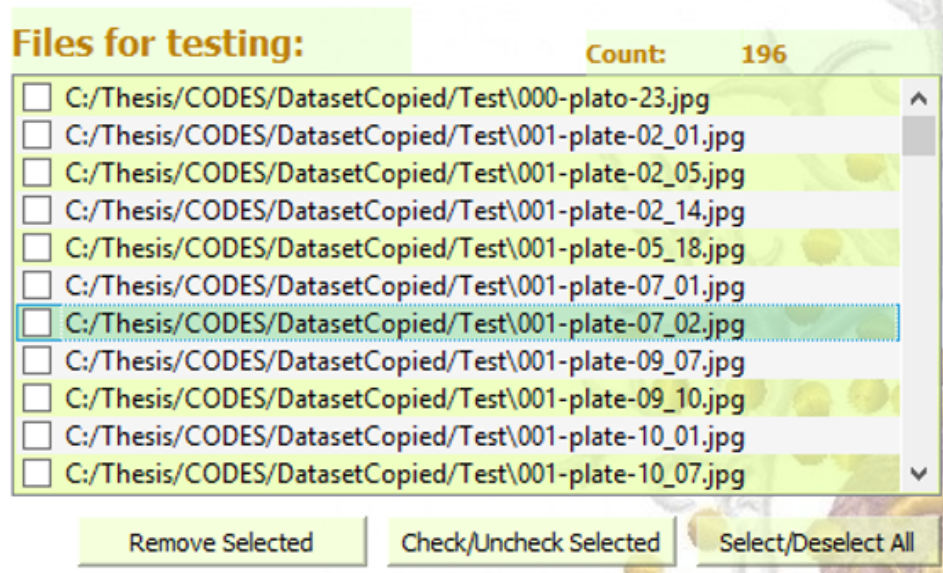 Files for testing:
Count: 196
C:/Thesis/CODES/DatasetCopied/Test\000-plato-23.jpg
C:/Thesis/CODES/DatasetCopied/Test\001-plate-02_01.jpg
C:/Thesis/CODES/DatasetCopied/Test\001-plate-02_05.jpg
C:/Thesis/CODES/DatasetCopied/Test\001-plate-02_14.jpg
C:/Thesis/CODES/DatasetCopied/Test\001-plate-05_18.jpg
C:/Thesis/CODES/DatasetCopied/Test\001-plate-07_01.jpg
C:/Thesis/CODES/DatasetCopied/Test\001-plate-07_02.jpg
C:/Thesis/CODES/DatasetCopied/Test\001-plate-09_07.jpg
C:/Thesis/CODES/DatasetCopied/Test\001-plate-09_10.jpg
C:/Thesis/CODES/DatasetCopied/Test\001-plate-10_01.jpg
C:/Thesis/CODES/DatasetCopied/Test\001-plate-10_07.jpg
Remove Selected Check/Uncheck Selected Select/Deselect All